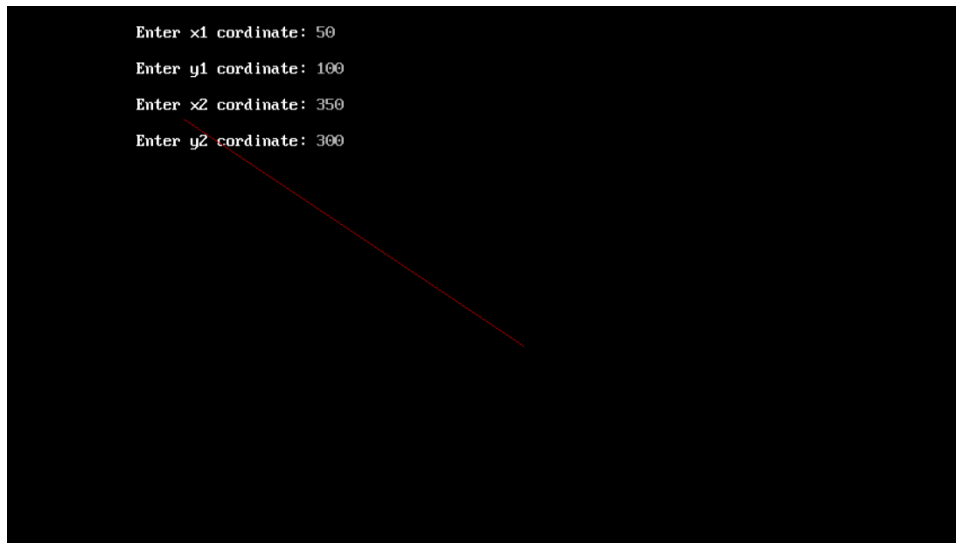 Enter x1 cordinate: 50
Enter y1 cordinate: 100
Enter x2 cordinate: 350
Enter y2 cordinate: 300